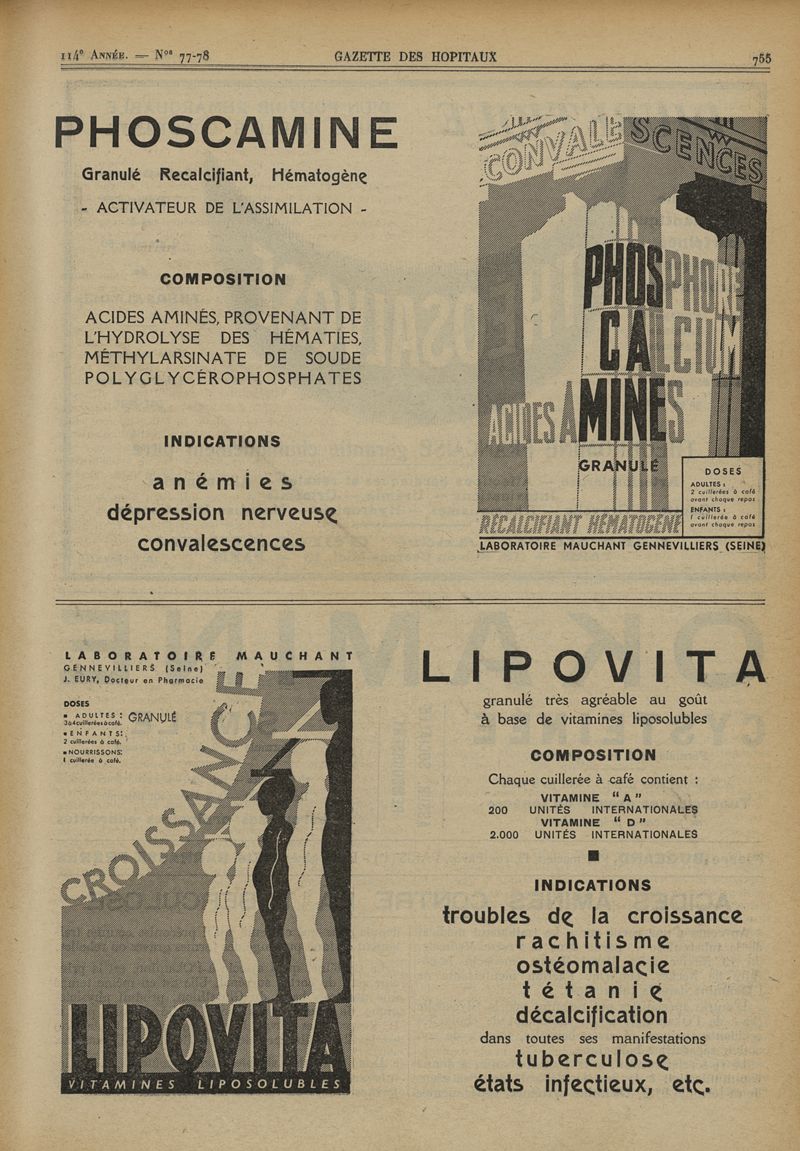 114e ANNÉE. — Nos 77-78 GAZETTE DES HOPITAUX 755
PHOSCAMINE
Granulé Recalcifiant, Hématogène
- ACTIVATEUR DE L'ASSIMILATION -
COMPOSITION
ACIDES AMINÉS, PROVENANT DE
L'HYDROLYSE DES HÉMATIES,
MÉTHYLARSINATE DE SOUDE
POLYGLYCÉROPHOSPHATES
INDICATIONS
anémies
dépression nerveuse
convalescences
CONVALESCENCES
PHOSPHORE
CALCIUM
ACIDES AMINES
GRANULÉ
RECALCIFIANT HÉMATOGÈNE
DOSES
ADULTES :
2 cuillerées à café
avant chaque repas
ENFANTS :
1 cuillerée à café
avant chaque repas
LABORATOIRE MAUCHANT GENNEVILLIERS (SEINE)
LABORATOIRE MAUCHANT
GENNEVILLIERS (Seine)
J. EURY, Docteur en Pharmacie
DOSES
▪ ADULTES :
3 à 4 cuillerées à café.
▪ ENFANTS :
2 cuillerées à café.
▪ NOURRISSONS :
1 cuillerée à café.
GRANULÉ
CROISSANCE
LIPOVITA
VITAMINES LIPOSOLUBLES
LIPOVITA
granulé très agréable au goût
à base de vitamines liposolubles
COMPOSITION
Chaque cuillerée à café contient :
VITAMINE "A"
200 UNITÉS INTERNATIONALES
VITAMINE "D"
2.000 UNITÉS INTERNATIONALES
■
INDICATIONS
troubles de la croissance
rachitisme
ostéomalacie
tétanie
décalcification
dans toutes ses manifestations
tuberculose
états infectieux, etc.